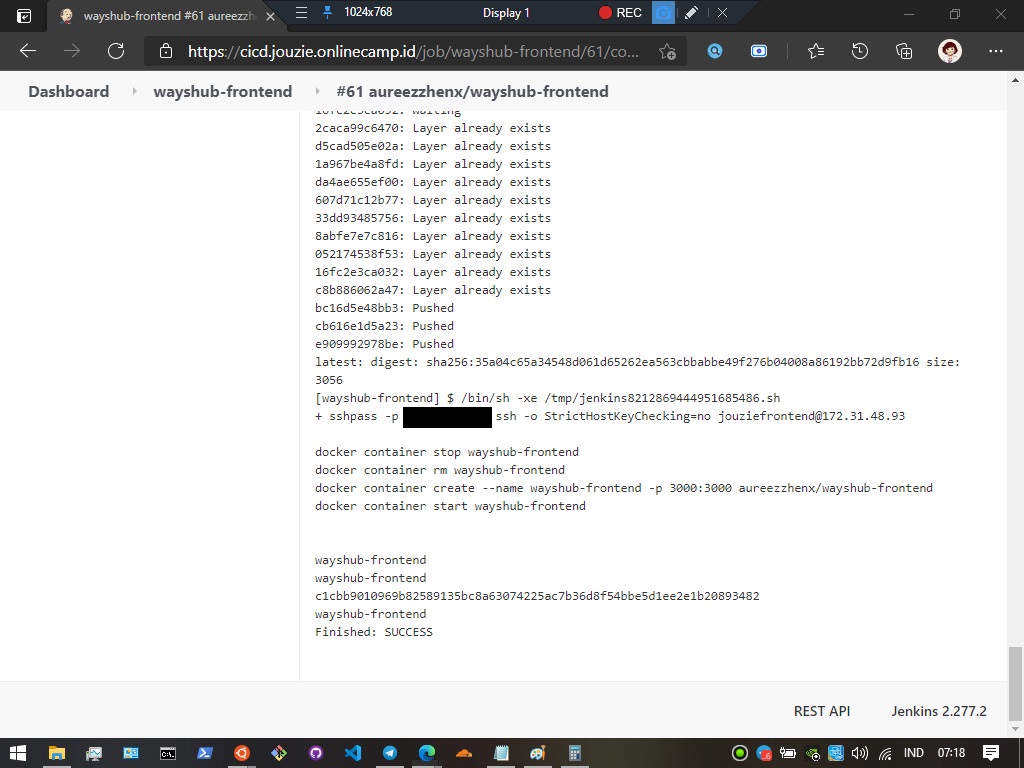 wayshub-frontend #61 aureezzh
1024x768
Display 1
REC
https://cicd.jouzie.onlinecamp.id/job/wayshub-frontend/61/co...
Dashboard
wayshub-frontend
#61 aureezzhenx/wayshub-frontend
16fc2e3ca032: Waiting
2caca99c6470: Layer already exists
d5cad505e02a: Layer already exists
1a967be4a8fd: Layer already exists
da4ae655ef00: Layer already exists
607d71c12b77: Layer already exists
33dd93485756: Layer already exists
8abfe7e7c816: Layer already exists
052174538f53: Layer already exists
16fc2e3ca032: Layer already exists
c8b886062a47: Layer already exists
bc16d5e48bb3: Pushed
cb616e1d5a23: Pushed
e909992978be: Pushed
latest: digest: sha256:35a04c65a34548d061d65262ea563cbbabbe49f276b04008a86192bb72d9fb16 size:
3056
[wayshub-frontend] $ /bin/sh -xe /tmp/jenkins8212869444951685486.sh
+ sshpass -p ssh -o StrictHostKeyChecking=no jouziefrontend@172.31.48.93
docker container stop wayshub-frontend
docker container rm wayshub-frontend
docker container create --name wayshub-frontend -p 3000:3000 aureezzhenx/wayshub-frontend
docker container start wayshub-frontend
wayshub-frontend
wayshub-frontend
c1cbb9010969b82589135bc8a63074225ac7b36d8f54bbe5d1ee2e1b20893482
wayshub-frontend
Finished: SUCCESS
REST API
Jenkins 2.277.2
IND
07:18